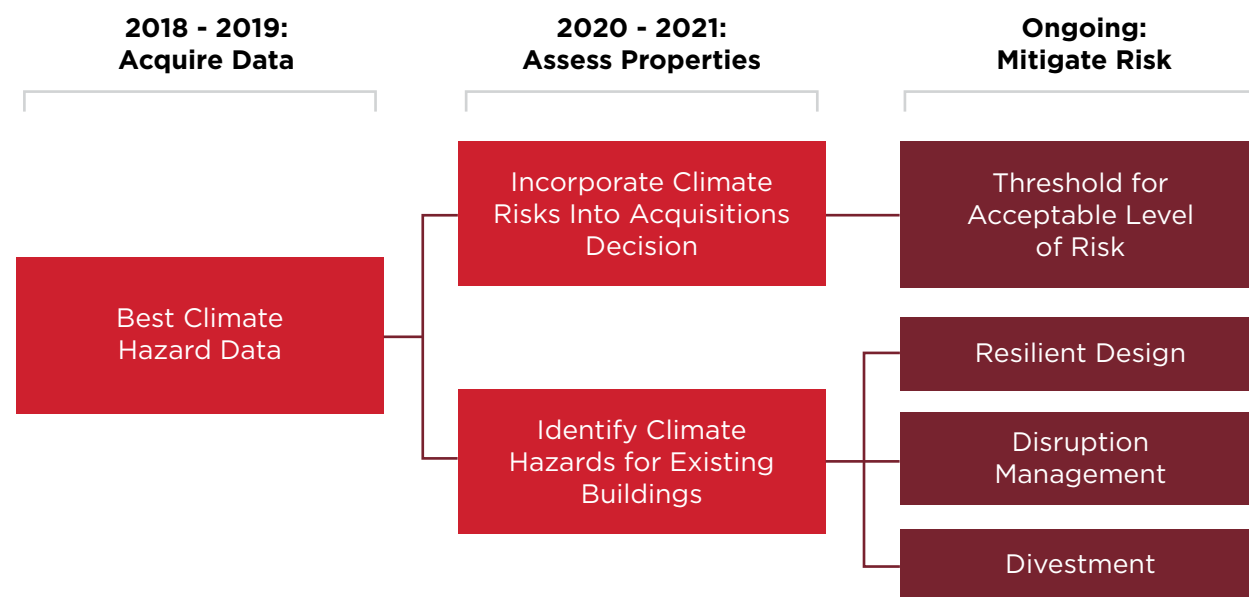 2018 - 2019:
Acquire Data
2020 - 2021:
Assess Properties
Ongoing:
Mitigate Risk
Best Climate
Hazard Data
Incorporate Climate
Risks Into Acquisitions
Decision
Identify Climate
Hazards for Existing
Buildings
Threshold for
Acceptable Level
of Risk
Resilient Design
Disruption
Management
Divestment